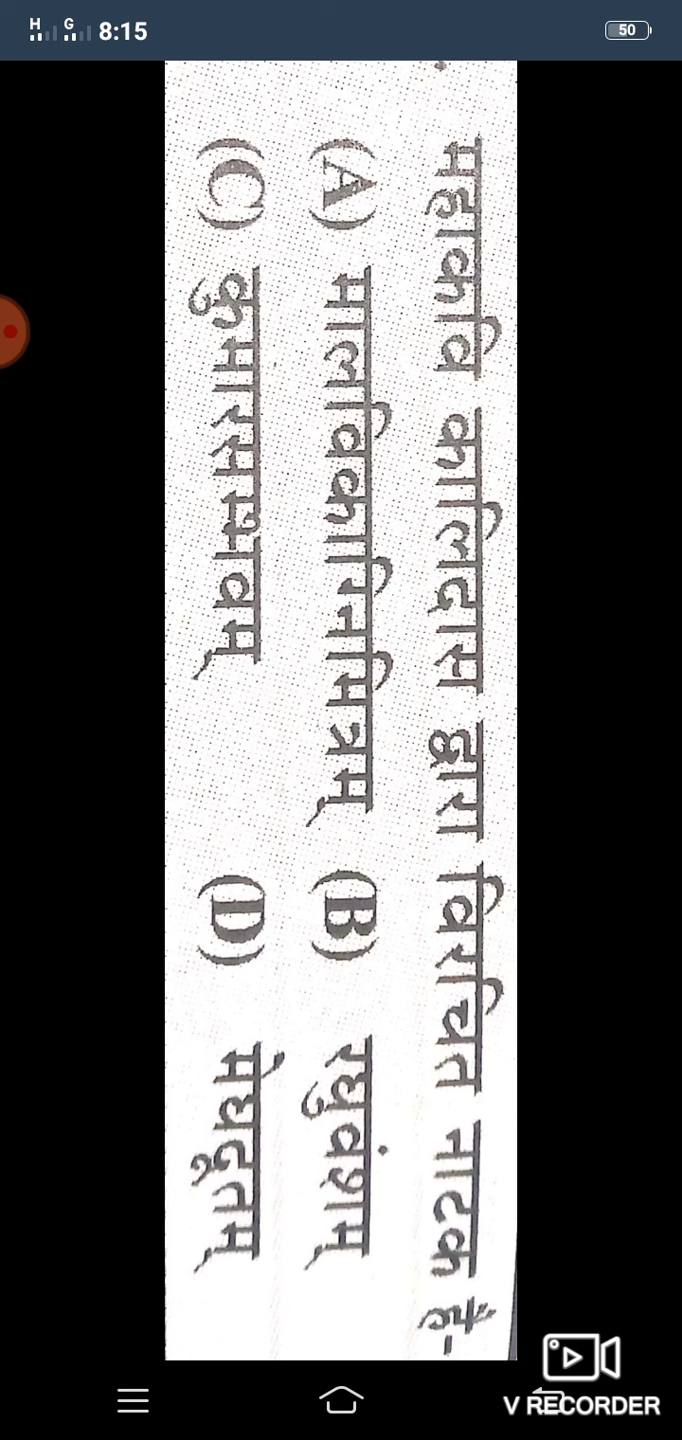 H G 8:15 50
महाकवि कालिदास द्वारा विरचित नाटक है-
(A) मालविकाग्निमित्रम् (B) रघुवंशम्
(C) कुमारसम्भवम् (D) मेघदूतम्
V RECORDER